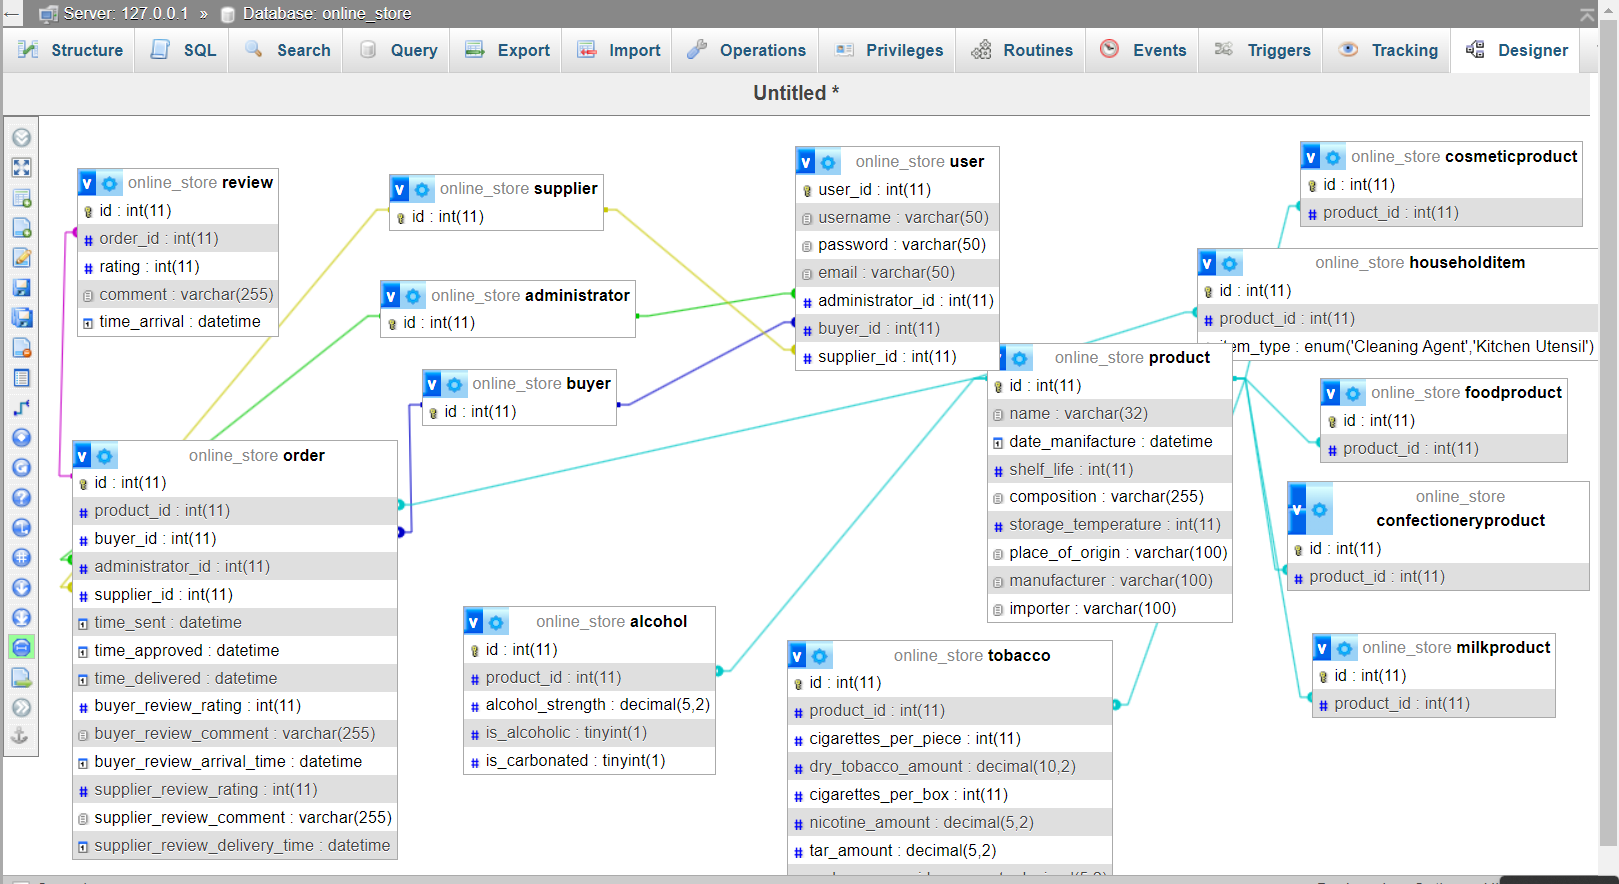 Server: 127.0.0.1 » Database: online_store
Structure SQL Search Query Export Import Operations Privileges Routines Events Triggers Tracking Designer
Untitled *
online_store review
id : int(11)
order_id : int(11)
rating : int(11)
comment : varchar(255)
time_arrival : datetime
online_store supplier
id : int(11)
online_store administrator
id : int(11)
online_store buyer
id : int(11)
online_store user
user_id : int(11)
username : varchar(50)
password : varchar(50)
email : varchar(50)
administrator_id : int(11)
buyer_id : int(11)
supplier_id : int(11)
online_store cosmeticproduct
id : int(11)
product_id : int(11)
online_store householditem
id : int(11)
product_id : int(11)
item_type : enum('Cleaning Agent','Kitchen Utensil')
online_store product
id : int(11)
name : varchar(32)
date_manifacture : datetime
shelf_life : int(11)
composition : varchar(255)
storage_temperature : int(11)
place_of_origin : varchar(100)
manufacturer : varchar(100)
importer : varchar(100)
online_store foodproduct
id : int(11)
product_id : int(11)
online_store
confectioneryproduct
id : int(11)
product_id : int(11)
online_store milkproduct
id : int(11)
product_id : int(11)
online_store order
id : int(11)
product_id : int(11)
buyer_id : int(11)
administrator_id : int(11)
supplier_id : int(11)
time_sent : datetime
time_approved : datetime
time_delivered : datetime
buyer_review_rating : int(11)
buyer_review_comment : varchar(255)
buyer_review_arrival_time : datetime
supplier_review_rating : int(11)
supplier_review_comment : varchar(255)
supplier_review_delivery_time : datetime
online_store alcohol
id : int(11)
product_id : int(11)
alcohol_strength : decimal(5,2)
is_alcoholic : tinyint(1)
is_carbonated : tinyint(1)
online_store tobacco
id : int(11)
product_id : int(11)
cigarettes_per_piece : int(11)
dry_tobacco_amount : decimal(10,2)
cigarettes_per_box : int(11)
nicotine_amount : decimal(5,2)
tar_amount : decimal(5,2)